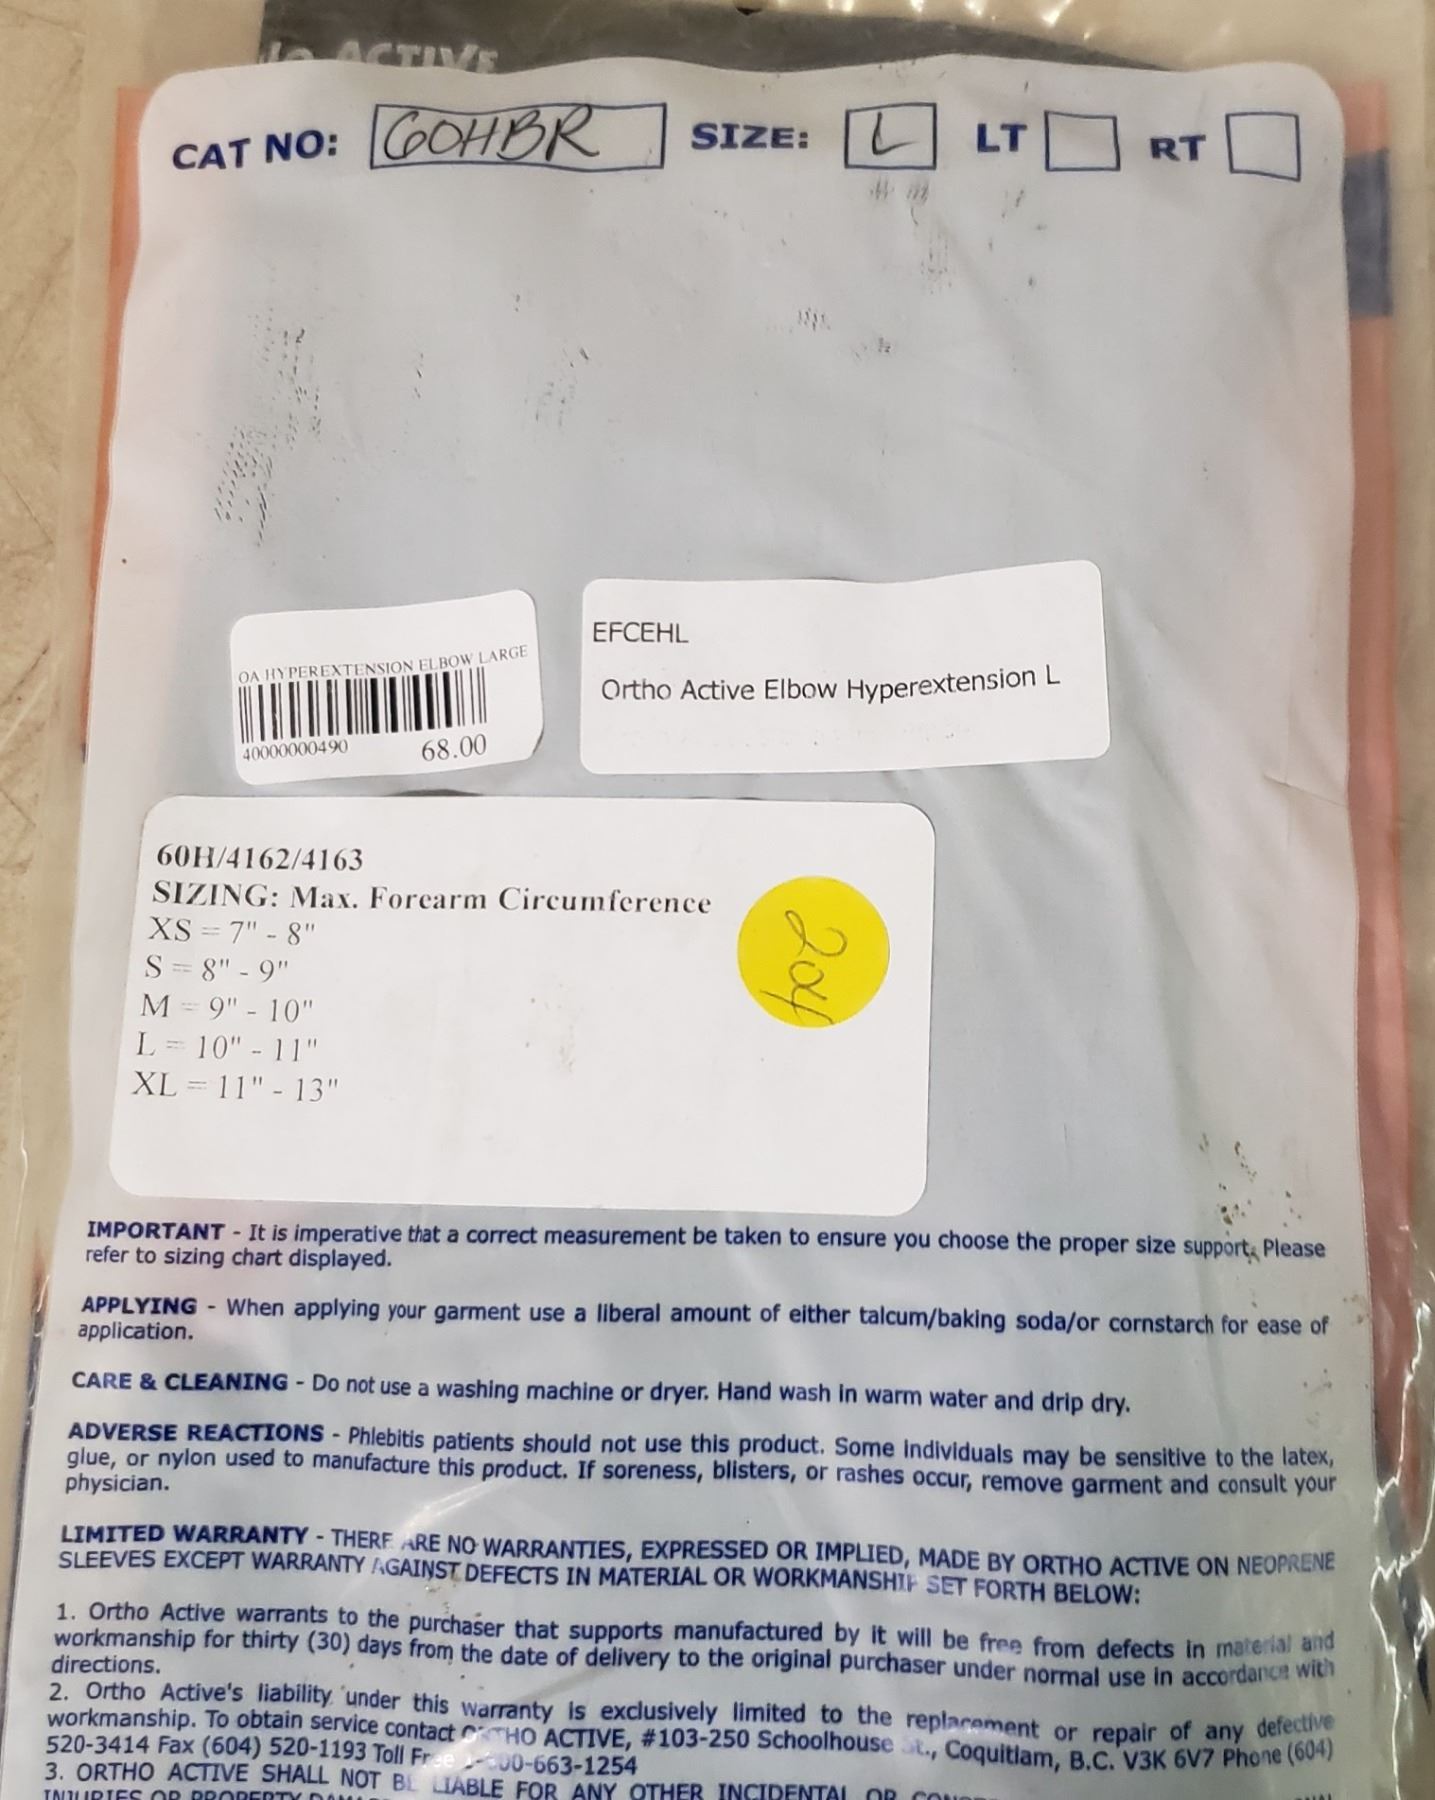 ACTIVE
CAT NO: 60HBR SIZE: L LT RT
OA HYPEREXTENSION ELBOW LARGE
40000000490 68.00
EFCEHL
Ortho Active Elbow Hyperextension L
60H/4162/4163
SIZING: Max. Forearm Circumference
XS = 7" - 8"
S = 8" - 9"
M = 9" - 10"
L = 10" - 11"
XL = 11" - 13"
IMPORTANT - It is imperative that a correct measurement be taken to ensure you choose the proper size support. Please
refer to sizing chart displayed.
APPLYING - When applying your garment use a liberal amount of either talcum/baking soda/or cornstarch for ease of
application.
CARE & CLEANING - Do not use a washing machine or dryer. Hand wash in warm water and drip dry.
ADVERSE REACTIONS - Phlebitis patients should not use this product. Some individuals may be sensitive to the latex,
glue, or nylon used to manufacture this product. If soreness, blisters, or rashes occur, remove garment and consult your
physician.
LIMITED WARRANTY - THERE ARE NO WARRANTIES, EXPRESSED OR IMPLIED, MADE BY ORTHO ACTIVE ON NEOPRENE
SLEEVES EXCEPT WARRANTY AGAINST DEFECTS IN MATERIAL OR WORKMANSHIP SET FORTH BELOW:
1. Ortho Active warrants to the purchaser that supports manufactured by it will be free from defects in material and
workmanship for thirty (30) days from the date of delivery to the original purchaser under normal use in accordance with
directions.
2. Ortho Active's liability under this warranty is exclusively limited to the replacement or repair of any defective
workmanship. To obtain service contact ORTHO ACTIVE, #103-250 Schoolhouse St., Coquitlam, B.C. V3K 6V7 Phone (604)
520-3414 Fax (604) 520-1193 Toll Free 1-800-663-1254
3. ORTHO ACTIVE SHALL NOT BE LIABLE FOR ANY OTHER INCIDENTAL OR
INJURIES OR PROPERTY